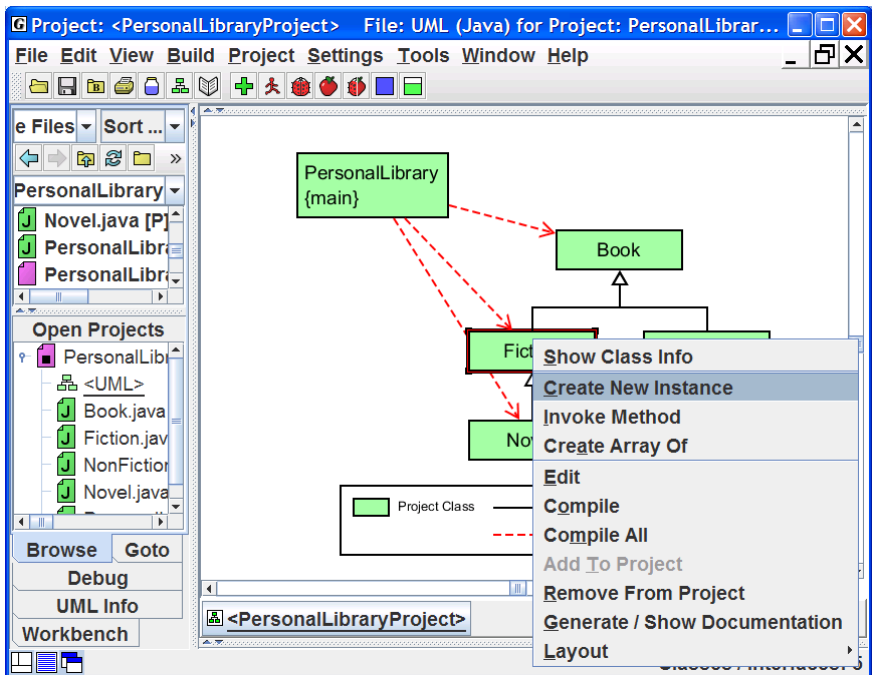 Project: <PersonalLibraryProject> File: UML (Java) for Project: PersonalLibrar...
File Edit View Build Project Settings Tools Window Help
e Files Sort ...
PersonalLibrary
Novel.java [P]
PersonalLibra
PersonalLibra
Open Projects
PersonalLibr
<UML>
Book.java
Fiction.jav
NonFiction
Novel.java
Browse Goto
Debug
UML Info
Workbench
PersonalLibrary
{main}
Book
Fict
Nov
Project Class
<PersonalLibraryProject>
Show Class Info
Create New Instance
Invoke Method
Create Array Of
Edit
Compile
Compile All
Add To Project
Remove From Project
Generate / Show Documentation
Layout